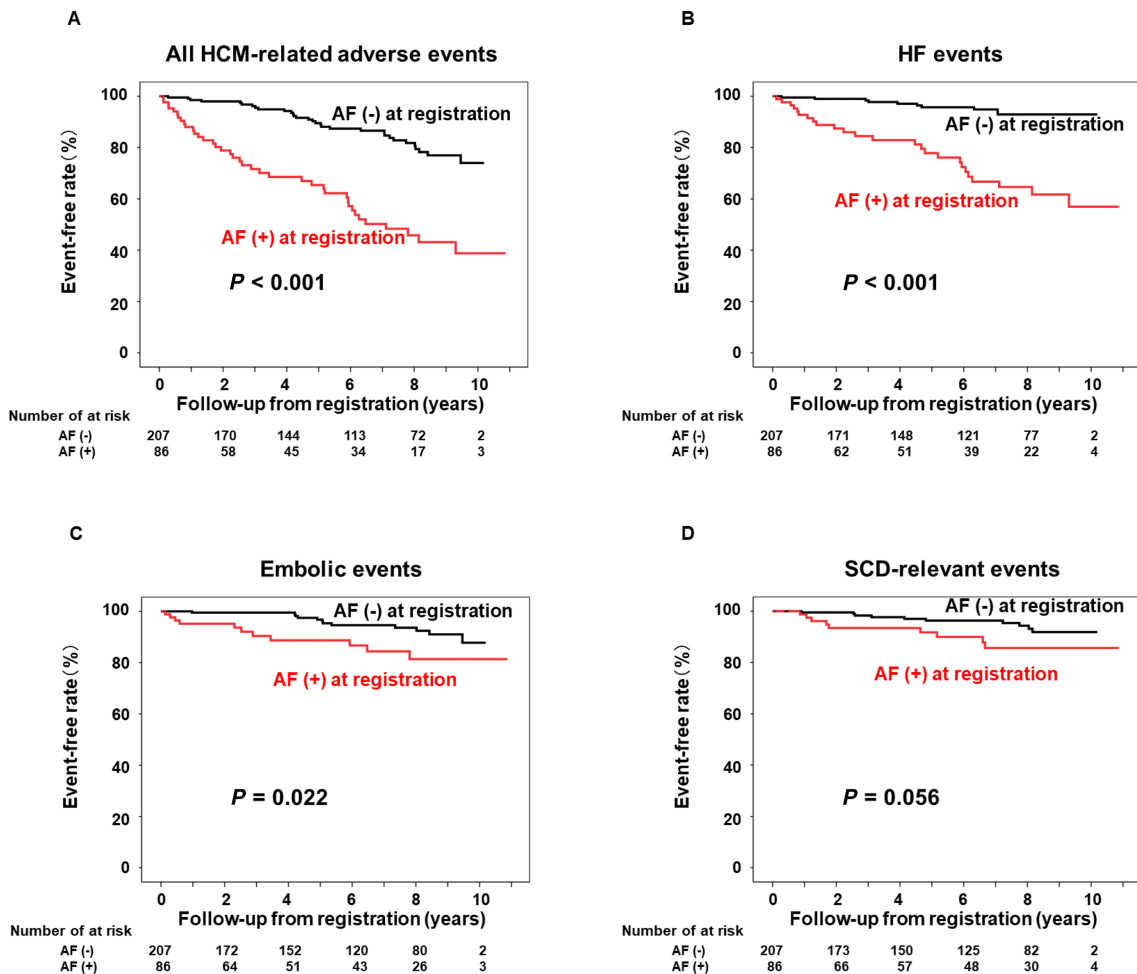 A
All HCM-related adverse events
Event-free rate (%)
100
80
60
40
20
0
AF (-) at registration
AF (+) at registration
P < 0.001
0 2 4 6 8 10
Follow-up from registration (years)
Number of at risk
AF (-) 207 170 144 113 72 2
AF (+) 86 58 45 34 17 3
B
HF events
Event-free rate (%)
100
80
60
40
20
0
AF (-) at registration
AF (+) at registration
P < 0.001
0 2 4 6 8 10
Follow-up from registration (years)
Number of at risk
AF (-) 207 171 148 121 77 2
AF (+) 86 62 51 39 22 4
C
Embolic events
Event-free rate (%)
100
80
60
40
20
0
AF (-) at registration
AF (+) at registration
P = 0.022
0 2 4 6 8 10
Follow-up from registration (years)
Number of at risk
AF (-) 207 172 152 120 80 2
AF (+) 86 64 51 43 26 3
D
SCD-relevant events
Event-free rate (%)
100
80
60
40
20
0
AF (-) at registration
AF (+) at registration
P = 0.056
0 2 4 6 8 10
Follow-up from registration (years)
Number of at risk
AF (-) 207 173 150 125 82 2
AF (+) 86 66 57 48 30 4